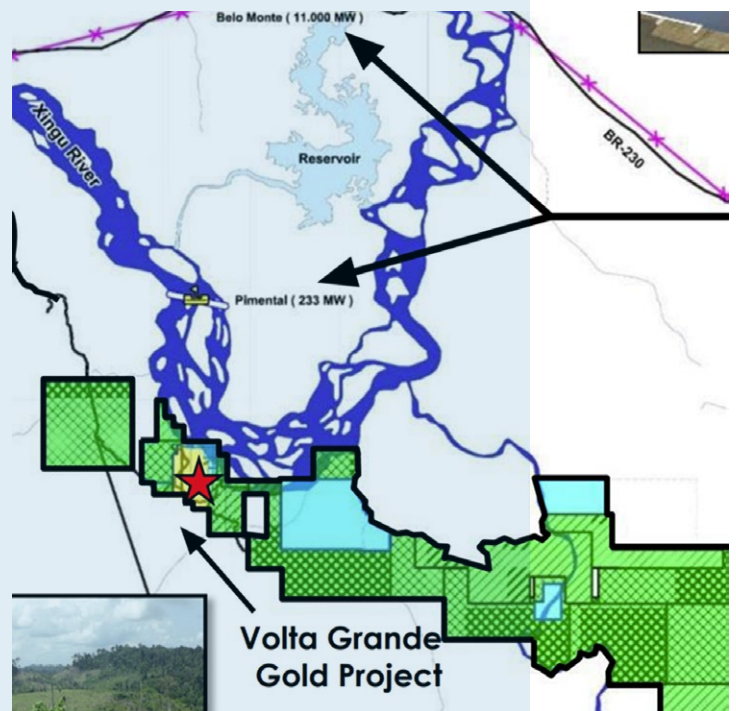 Belo Monte ( 11.000 MW )
Xingu River
Reservoir
BR-230
Pimental ( 233 MW )
Volta Grande
Gold Project